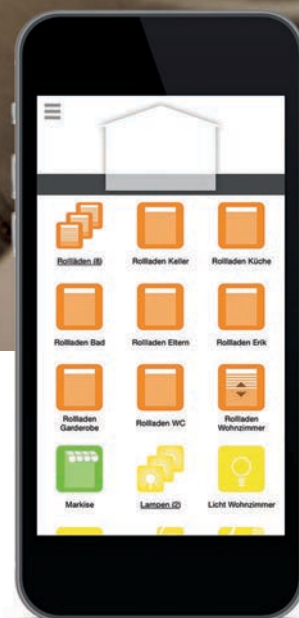 Rollläden (8)
Rollladen Keller
Rollladen Küche
Rollladen Bad
Rollladen Eltern
Rollladen Erik
Rollladen
Garderobe
Rollladen WC
Rollladen
Wohnzimmer
Markise
Lampen (2)
Licht Wohnzimmer